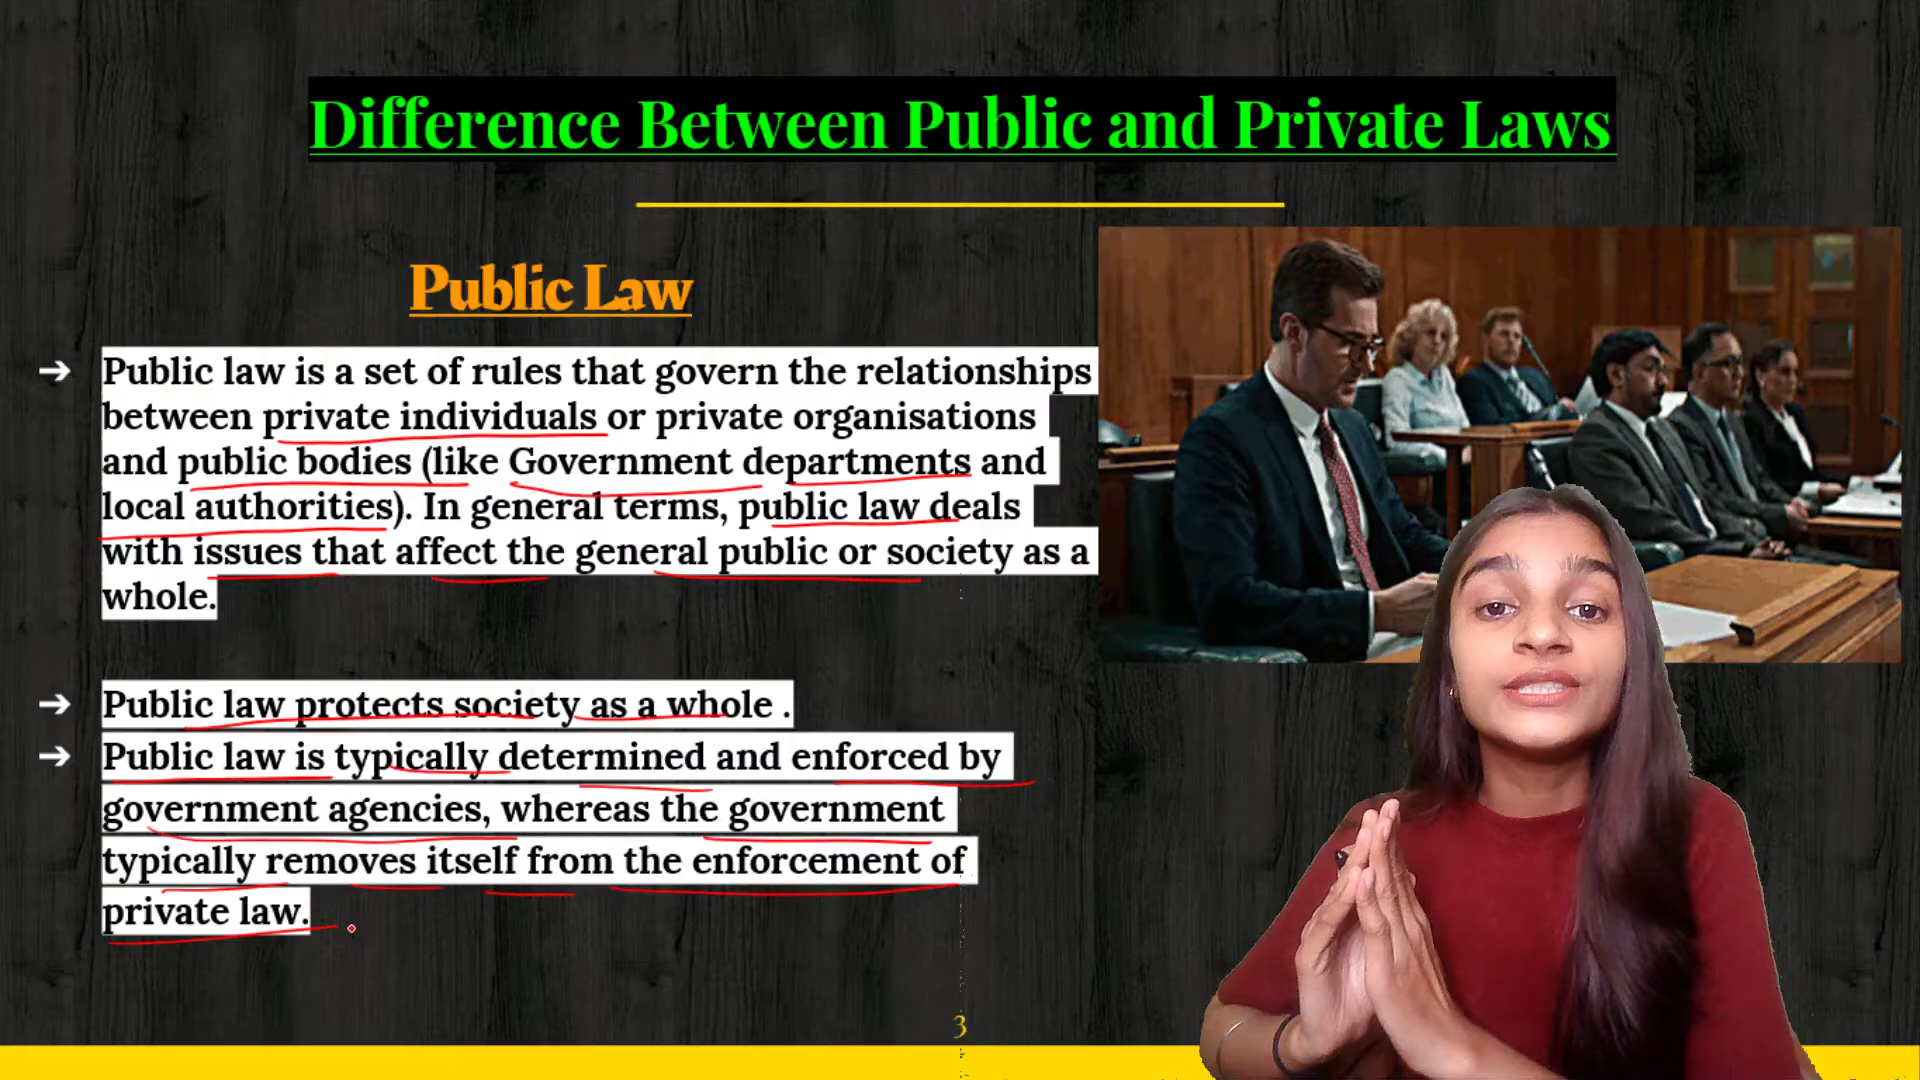 Difference Between Public and Private Laws
Public Law
➔ Public law is a set of rules that govern the relationships
between private individuals or private organisations
and public bodies (like Government departments and
local authorities). In general terms, public law deals
with issues that affect the general public or society as a
whole.
➔ Public law protects society as a whole .
➔ Public law is typically determined and enforced by
government agencies, whereas the government
typically removes itself from the enforcement of
private law.
3